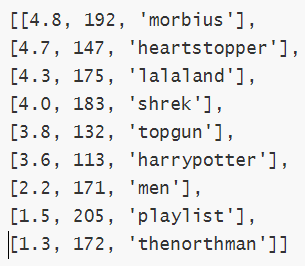 [[4.8, 192, 'morbius'],
[4.7, 147, 'heartstopper'],
[4.3, 175, 'lalaland'],
[4.0, 183, 'shrek'],
[3.8, 132, 'topgun'],
[3.6, 113, 'harrypotter'],
[2.2, 171, 'men'],
[1.5, 205, 'playlist'],
[1.3, 172, 'thenorthman']]